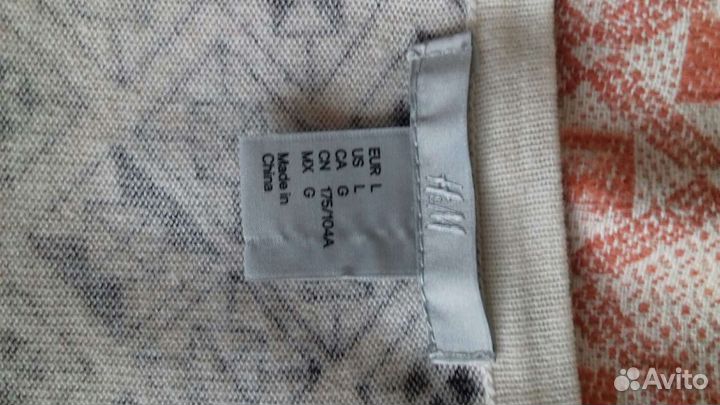 H&M
EUR L
US L
CA G
CN 175/104A
MX G
Made in
China
Avito